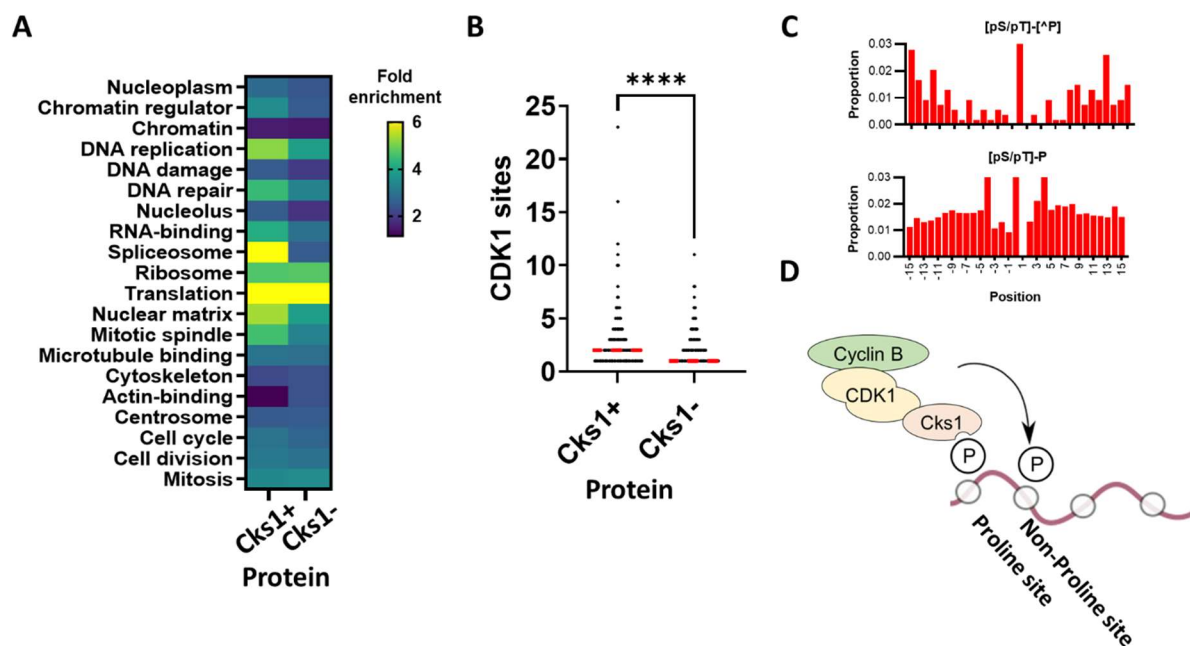 A
Nucleoplasm
Chromatin regulator
Chromatin
DNA replication
DNA damage
DNA repair
Nucleolus
RNA-binding
Spliceosome
Ribosome
Translation
Nuclear matrix
Mitotic spindle
Microtubule binding
Cytoskeleton
Actin-binding
Centrosome
Cell cycle
Cell division
Mitosis
Cks1+
Cks1-
Protein
Fold
enrichment
6
4
2
B
****
CDK1 sites
25
20
15
10
5
0
Cks1+
Cks1-
Protein
C
[pS/pT]-[^P]
Proportion
0.03
0.02
0.01
0.00
[pS/pT]-P
Proportion
0.03
0.02
0.01
0.00
-15
-13
-11
-9
-7
-5
-3
-1
1
3
5
7
9
11
13
15
Position
D
Cyclin B
CDK1
Cks1
P
P
Proline site
Non-Proline site